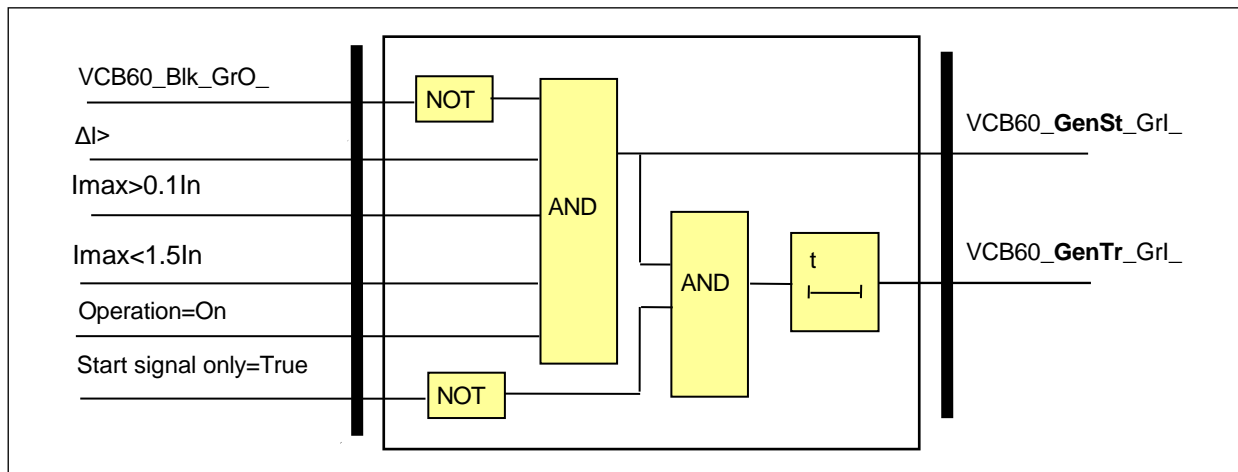 VCB60_Blk_GrO_
NOT
ΔI>
VCB60_GenSt_GrI_
Imax>0.1In
AND
Imax<1.5In
VCB60_GenTr_GrI_
t
AND
Operation=On
Start signal only=True
NOT